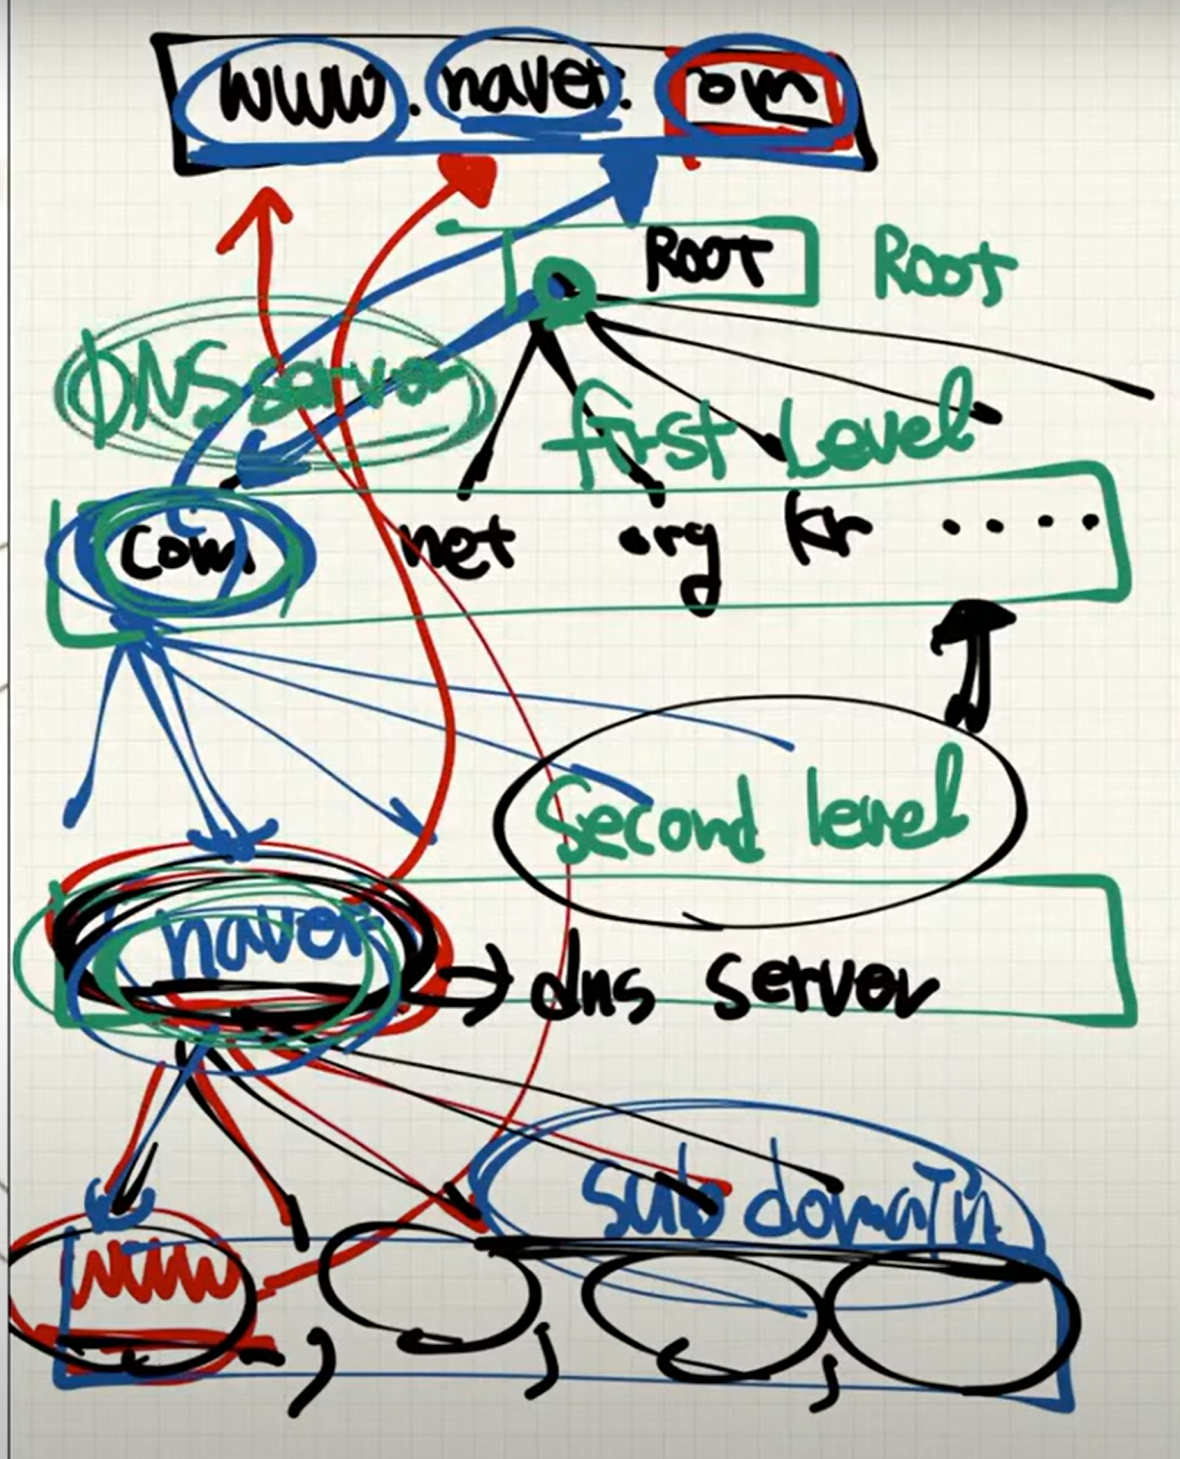 www.naver.com
ROOT Root
DNS server
first Level
com net org kr ....
Second level
naver → dns server
sub domain
www , , ,